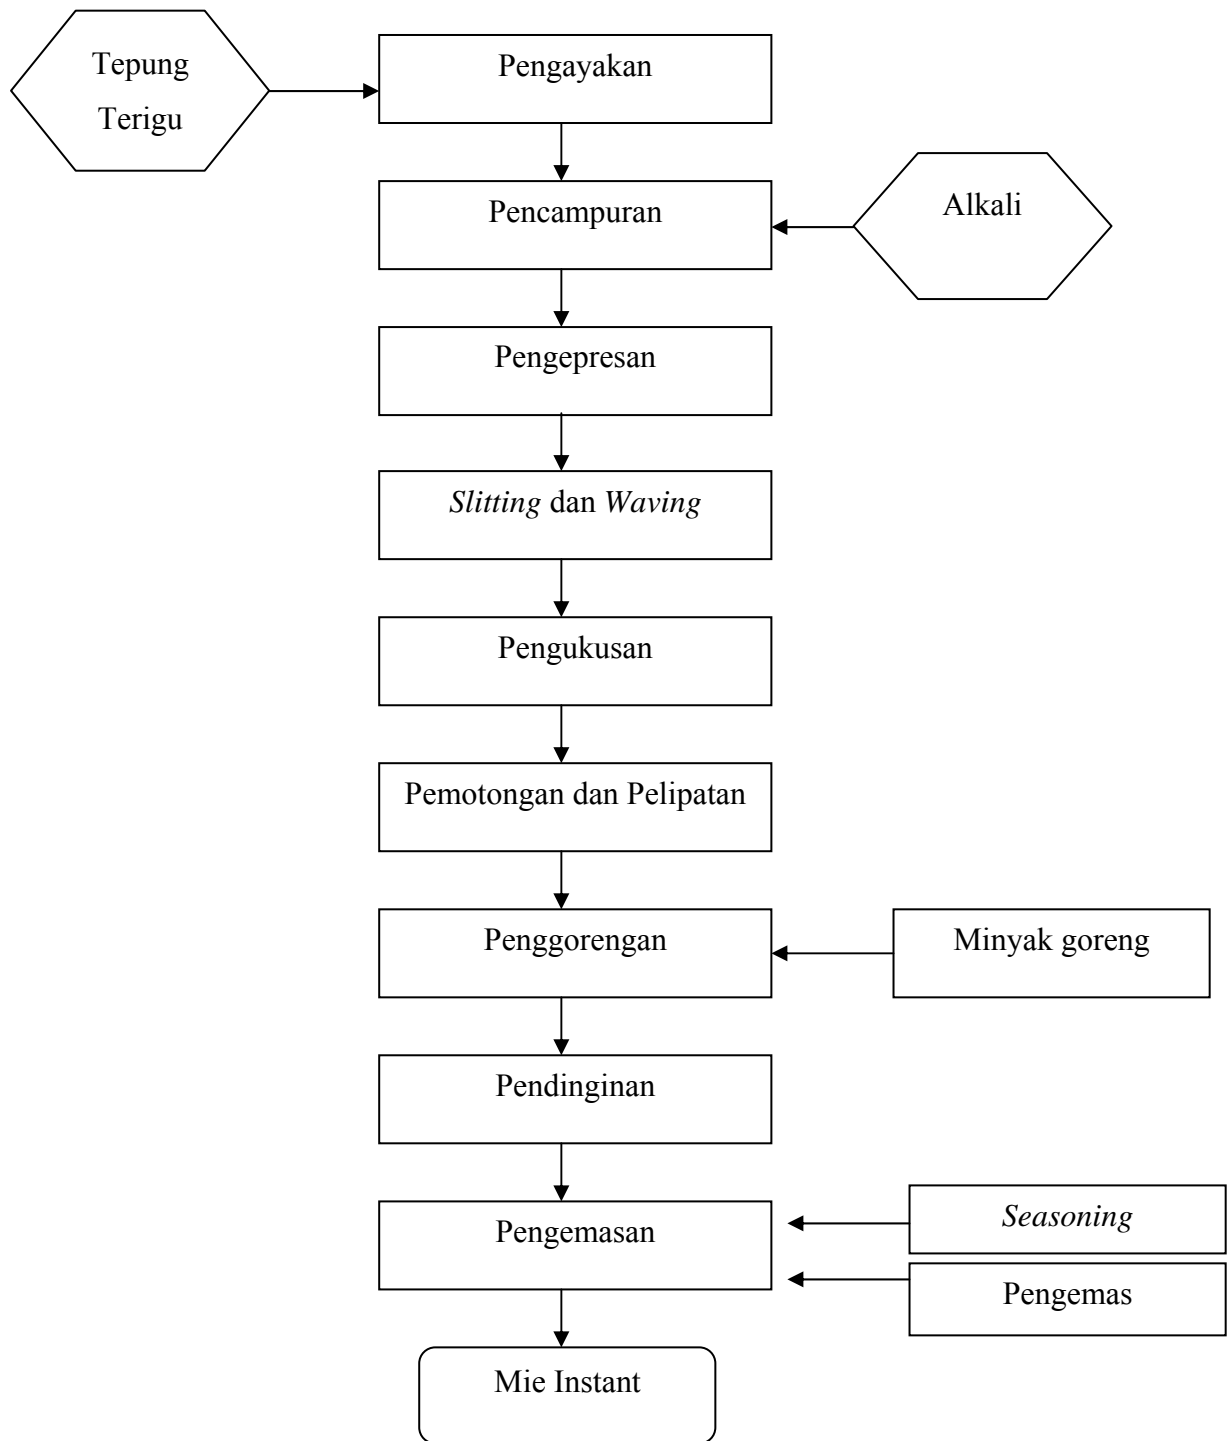 Tepung
Terigu
Pengayakan
Pencampuran
Alkali
Pengepresan
Slitting dan Waving
Pengukusan
Pemotongan dan Pelipatan
Penggorengan
Minyak goreng
Pendinginan
Pengemasan
Seasoning
Pengemas
Mie Instant